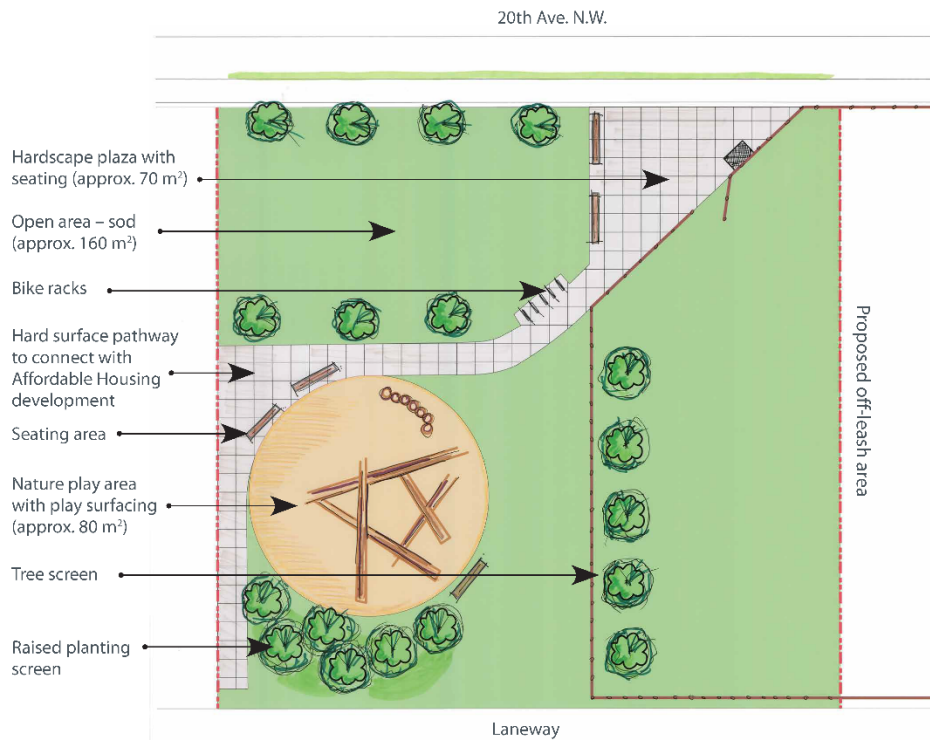 20th Ave. N.W.
Hardscape plaza with
seating (approx. 70 m²)
Open area – sod
(approx. 160 m²)
Bike racks
Hard surface pathway
to connect with
Affordable Housing
development
Seating area
Nature play area
with play surfacing
(approx. 80 m²)
Tree screen
Raised planting
screen
Proposed off-leash area
Laneway